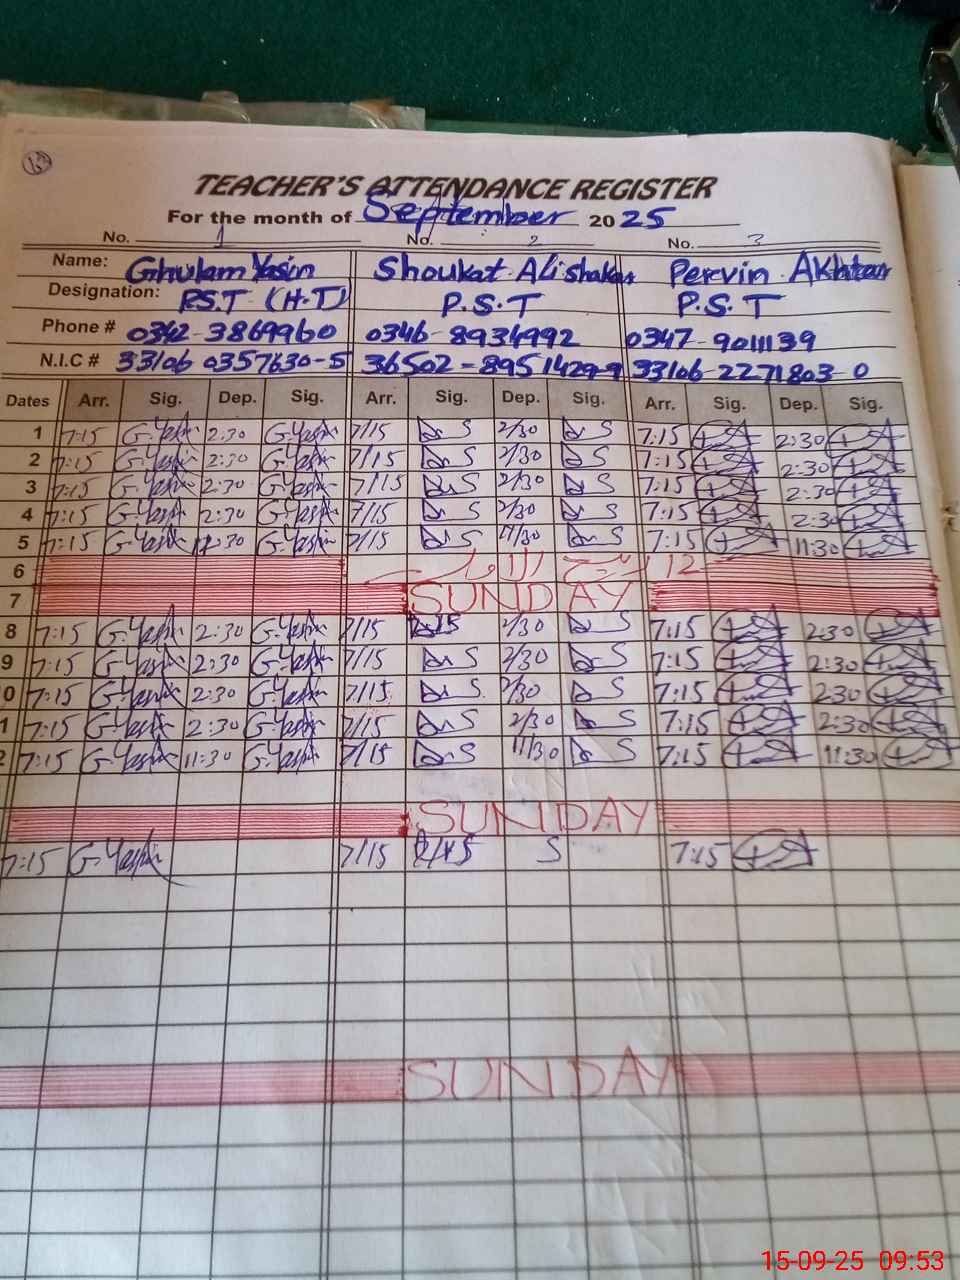 63
TEACHER'S ATTENDANCE REGISTER
For the month of September 2025
No. 1 No. 2 No. 3
Name: Ghulam Yasin Shoukat Ali shakar Pervin Akhtar
Designation: P.S.T (H.T) P.S.T P.S.T
Phone # 0342-3869960 0346-8934992 0347-9011139
N.I.C # 33106 0357630-5 36502-8951429-9 33106-2271803-0
Dates Arr. Sig. Dep. Sig. Arr. Sig. Dep. Sig. Arr. Sig. Dep. Sig.
1 7:15 G.Yasin 2:30 G.Yasin 7/15 S 2/30 S 7:15 2:30
2 7:15 G.Yasin 2:30 G.Yasin 7/15 S 2/30 S 7:15 2:30
3 7:15 G.Yasin 2:30 G.Yasin 7/15 S 2/30 S 7:15 2:30
4 7:15 G.Yasin 2:30 G.Yasin 7/15 S 2/30 S 7:15 2:30
5 7:15 G.Yasin 11:30 G.Yasin 7/15 S 11/30 S 7:15 11:30
6 12 ربیع الاول
7 SUNDAY
8 7:15 G.Yasin 2:30 G.Yasin 7/15 2/30 S 7:15 2:30
9 7:15 G.Yasin 2:30 G.Yasin 7/15 S 2/30 S 7:15 2:30
0 7:15 G.Yasin 2:30 G.Yasin 7/15 S 2/30 S 7:15 2:30
1 7:15 G.Yasin 2:30 G.Yasin 7/15 S 2/30 S 7:15 2:30
2 7:15 G.Yasin 11:30 G.Yasin 7/15 S 11/30 S 7:15 11:30
SUNDAY
7:15 G.Yasin 7/15 S 7:15
SUNDAY
15-09-25 09:53